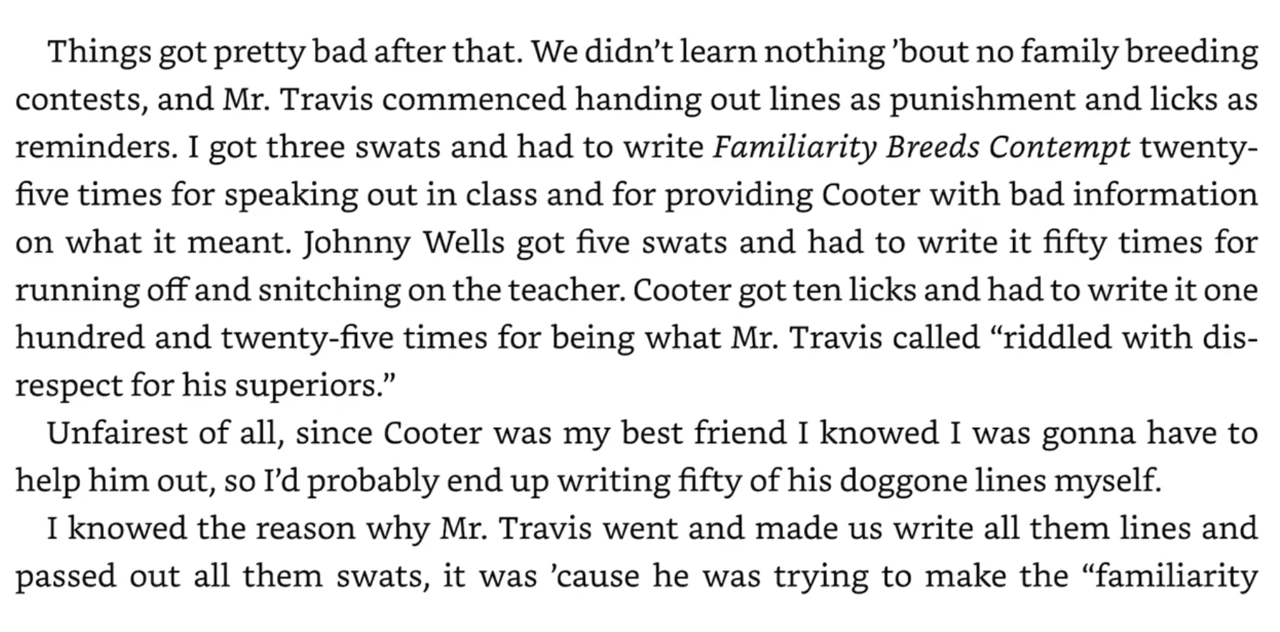 Things got pretty bad after that. We didn’t learn nothing ’bout no family breeding
contests, and Mr. Travis commenced handing out lines as punishment and licks as
reminders. I got three swats and had to write Familiarity Breeds Contempt twenty-
five times for speaking out in class and for providing Cooter with bad information
on what it meant. Johnny Wells got five swats and had to write it fifty times for
running off and snitching on the teacher. Cooter got ten licks and had to write it one
hundred and twenty-five times for being what Mr. Travis called “riddled with dis-
respect for his superiors.”
Unfairest of all, since Cooter was my best friend I knowed I was gonna have to
help him out, so I’d probably end up writing fifty of his doggone lines myself.
I knowed the reason why Mr. Travis went and made us write all them lines and
passed out all them swats, it was ’cause he was trying to make the “familiarity